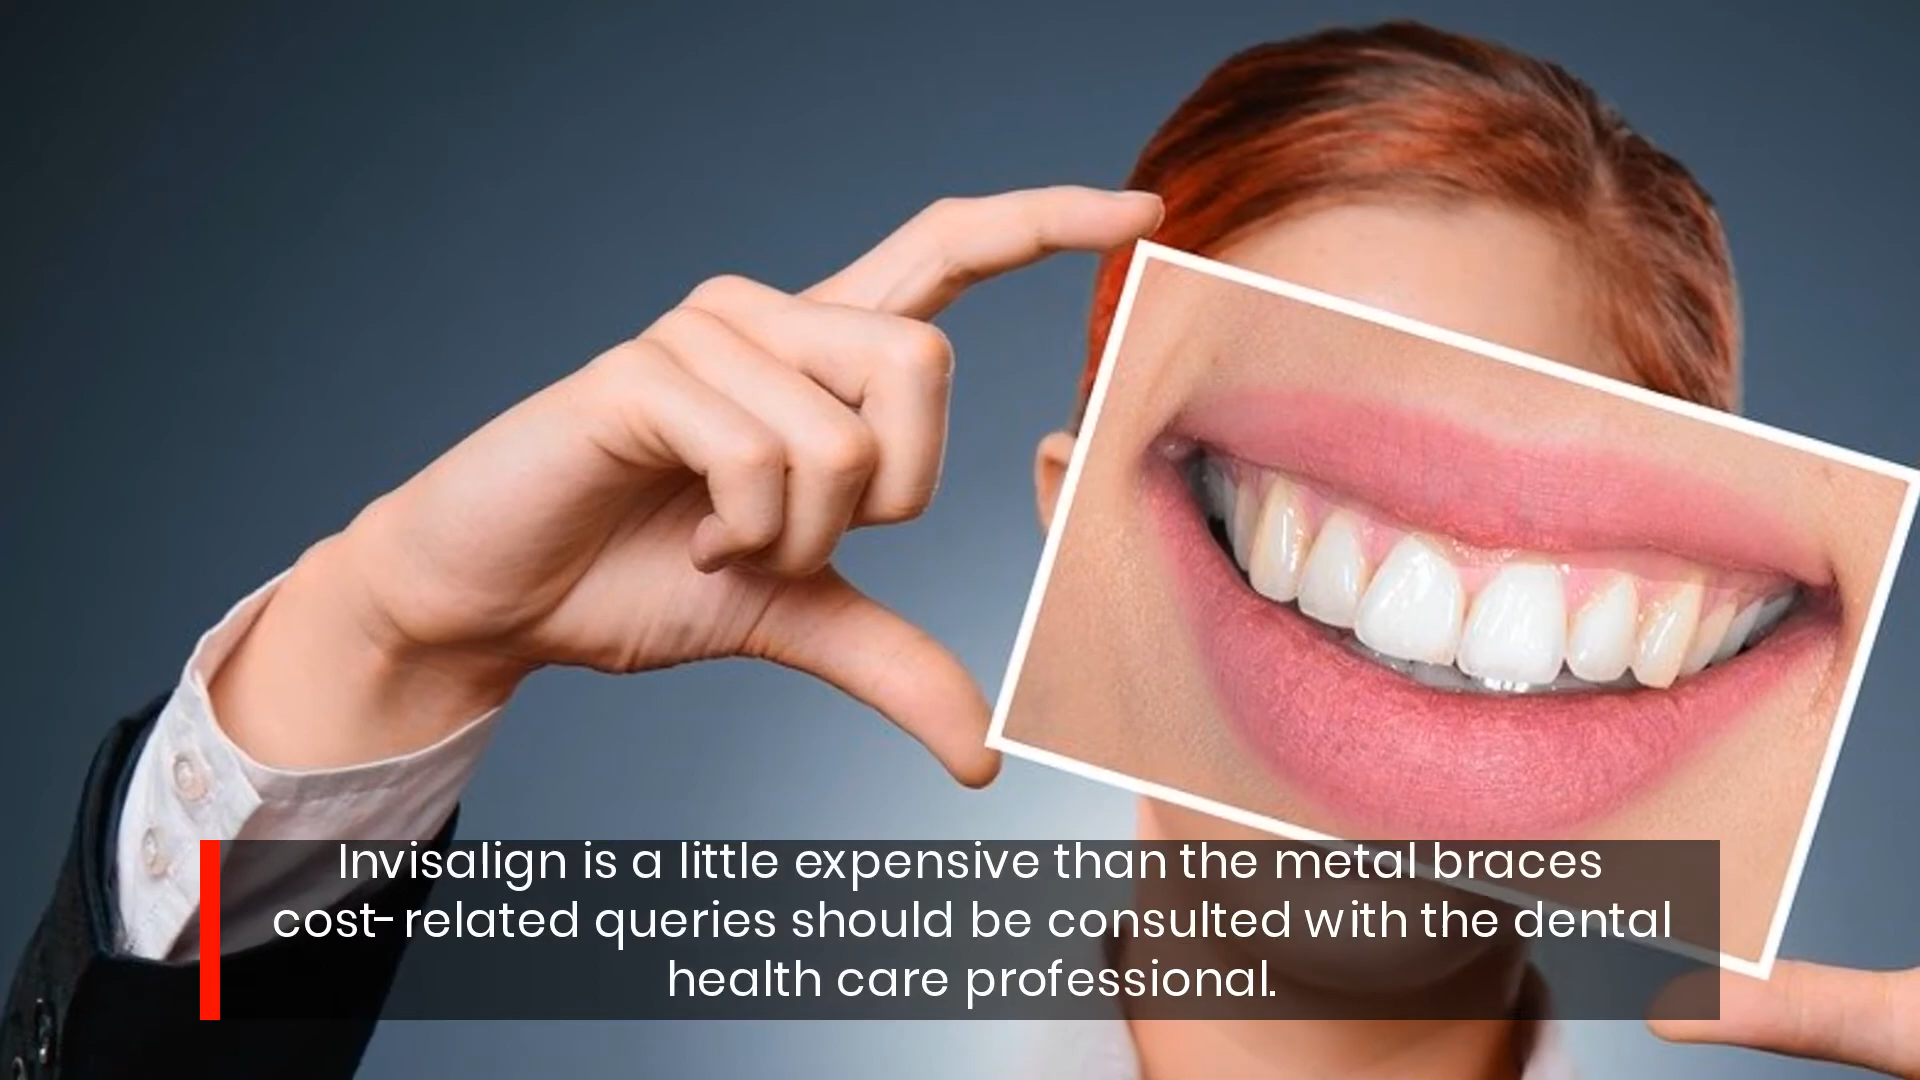 Invisalign is a little expensive than the metal braces
cost-related queries should be consulted with the dental
health care professional.